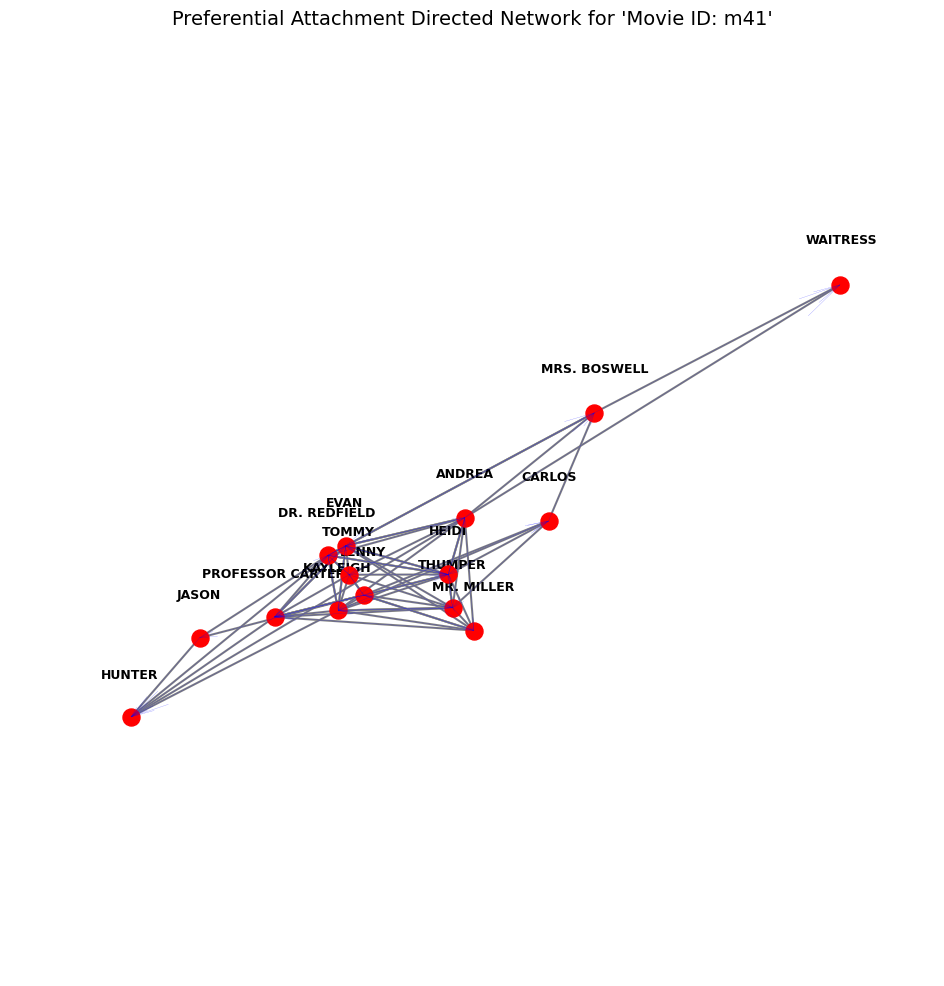 Preferential Attachment Directed Network for 'Movie ID: m41'
WAITRESS
MRS. BOSWELL
ANDREA
CARLOS
EVAN
DR. REDFIELD
TOMMY
HEIDI
THUMPER
KAYLEIGH
PROFESSOR CARTER
MR. MILLER
JASON
HUNTER